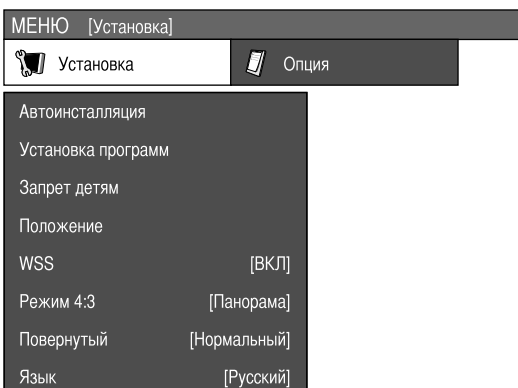 МЕНЮ [Установка]
Установка Опция
Автоинсталляция
Установка программ
Запрет детям
Положение
WSS [ВКЛ]
Режим 4:3 [Панорама]
Повернутый [Нормальный]
Язык [Русский]